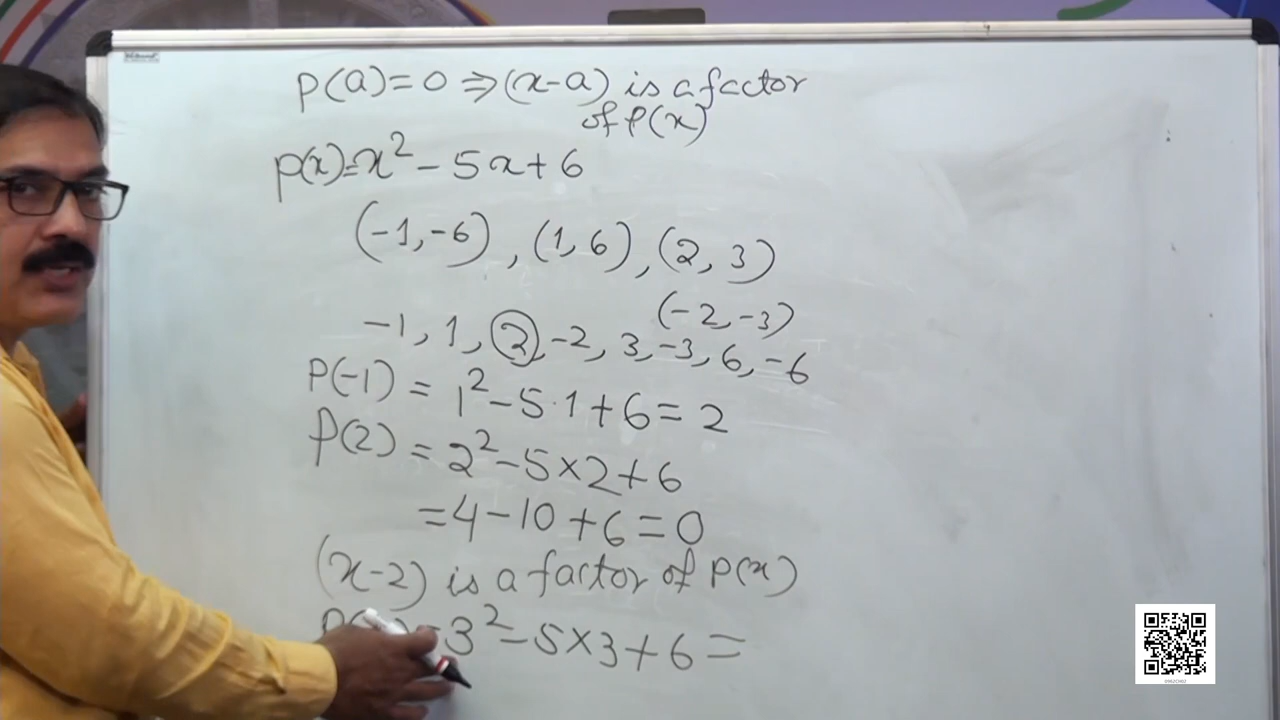 P(a)=0 ⇒ (x-a) is a factor
of P(x)
p(x)=x² - 5x+6
(-1,-6), (1,6), (2,3)
(-2,-3)
-1, 1, 2, -2, 3, -3, 6, -6
P(-1) = 1²-5·1+6=2
P(2) = 2²-5×2+6
=4-10+6=0
(x-2) is a factor of P(x)
=3²-5×3+6=
0962CH02